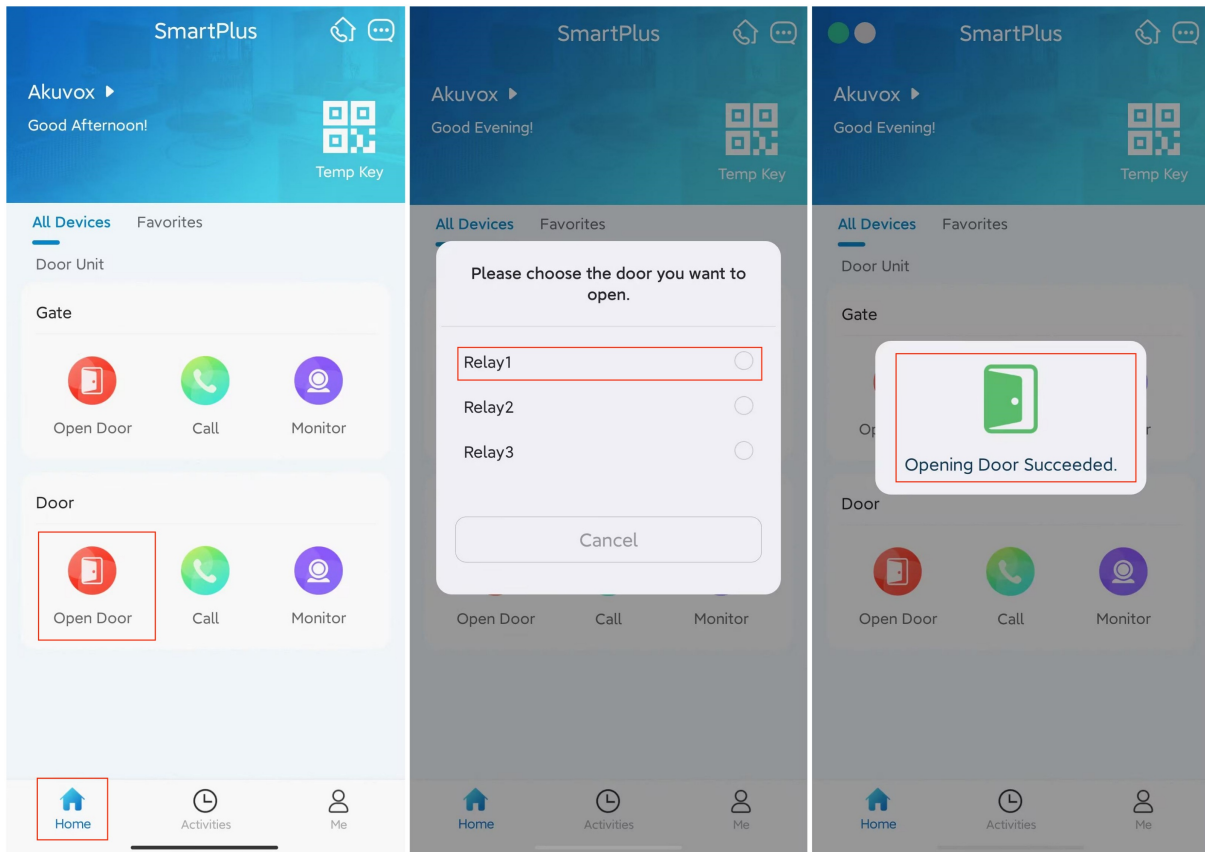 SmartPlus
Akuvox
Good Afternoon!
Temp Key
All Devices Favorites
Door Unit
Gate
Open Door Call Monitor
Door
Open Door Call Monitor
Home Activities Me
SmartPlus
Akuvox
Good Evening!
Temp Key
All Devices Favorites
Please choose the door you want to
open.
Relay1
Relay2
Relay3
Cancel
Open Door Call Monitor
Home Activities Me
SmartPlus
Akuvox
Good Evening!
Temp Key
All Devices Favorites
Door Unit
Gate
Opening Door Succeeded.
Door
Open Door Call Monitor
Home Activities Me